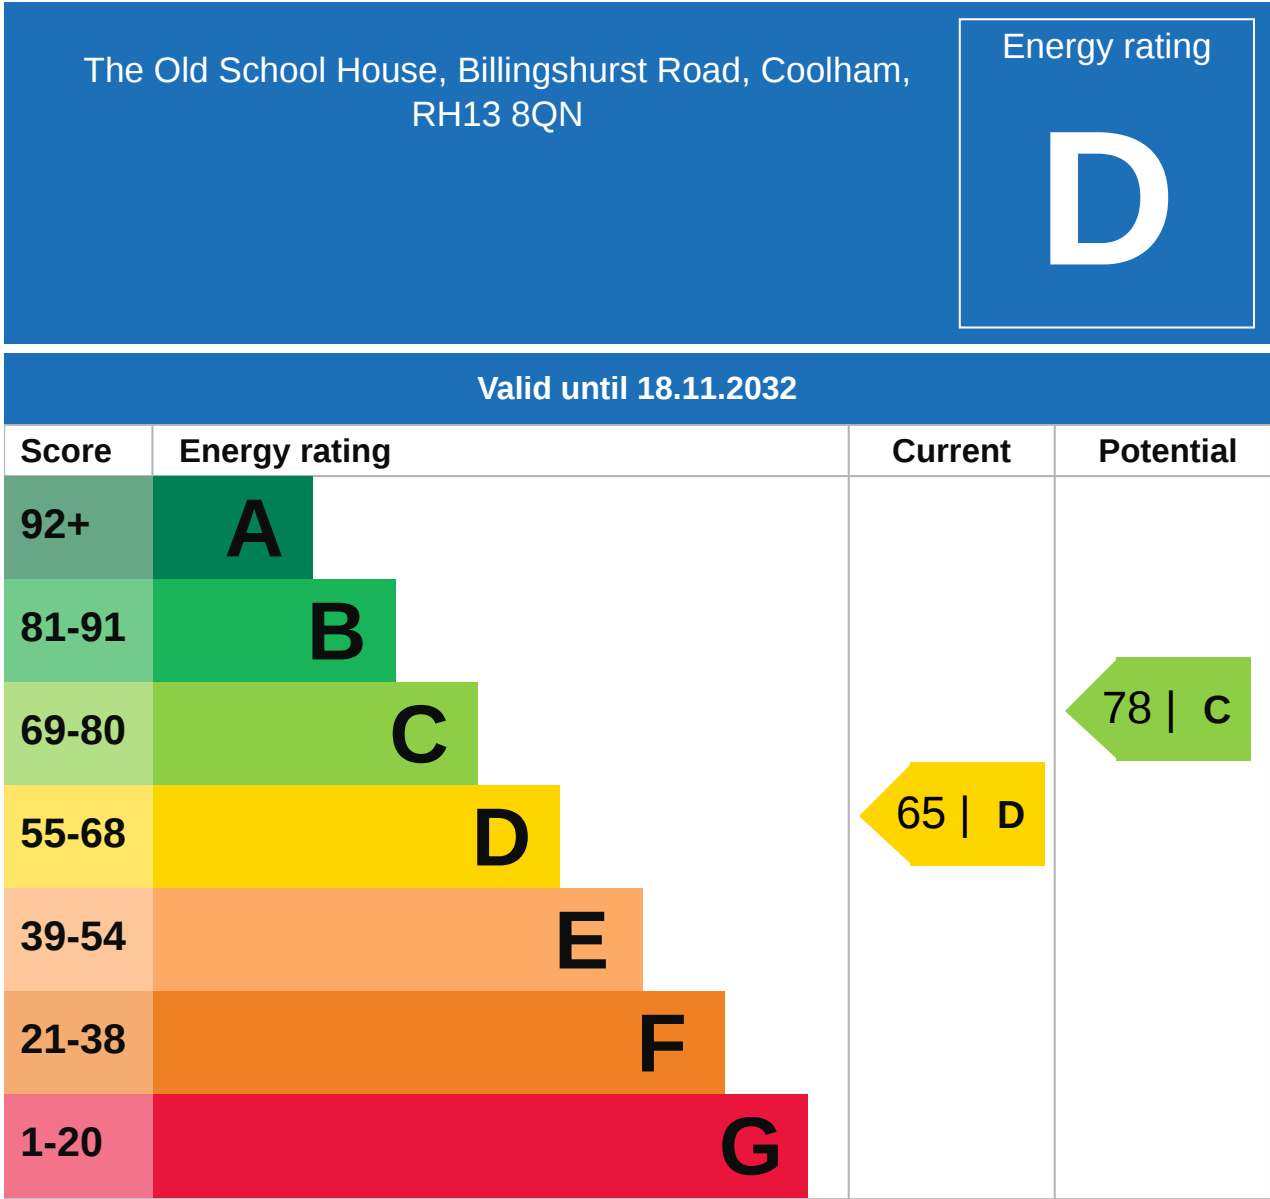 The Old School House, Billingshurst Road, Coolham,
RH13 8QN
Energy rating
D
Valid until 18.11.2032
Score Energy rating Current Potential
92+ A
81-91 B
69-80 C
78 | C
55-68 D
65 | D
39-54 E
21-38 F
1-20 G